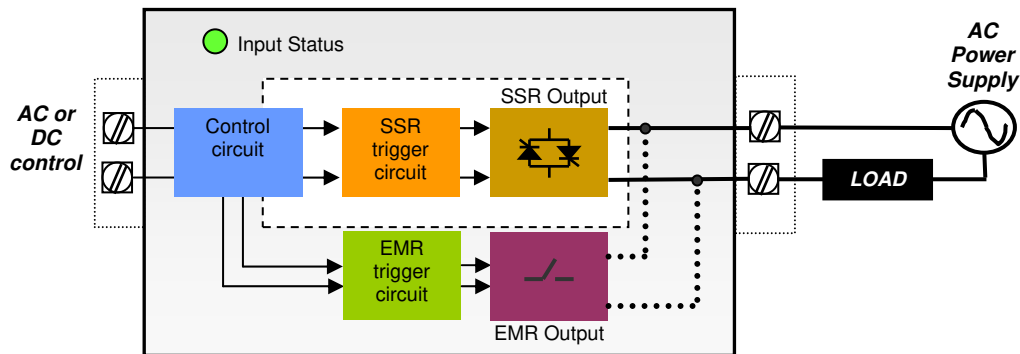 Input Status
AC or
DC
control
Control
circuit
SSR
trigger
circuit
SSR Output
EMR
trigger
circuit
EMR Output
AC
Power
Supply
LOAD